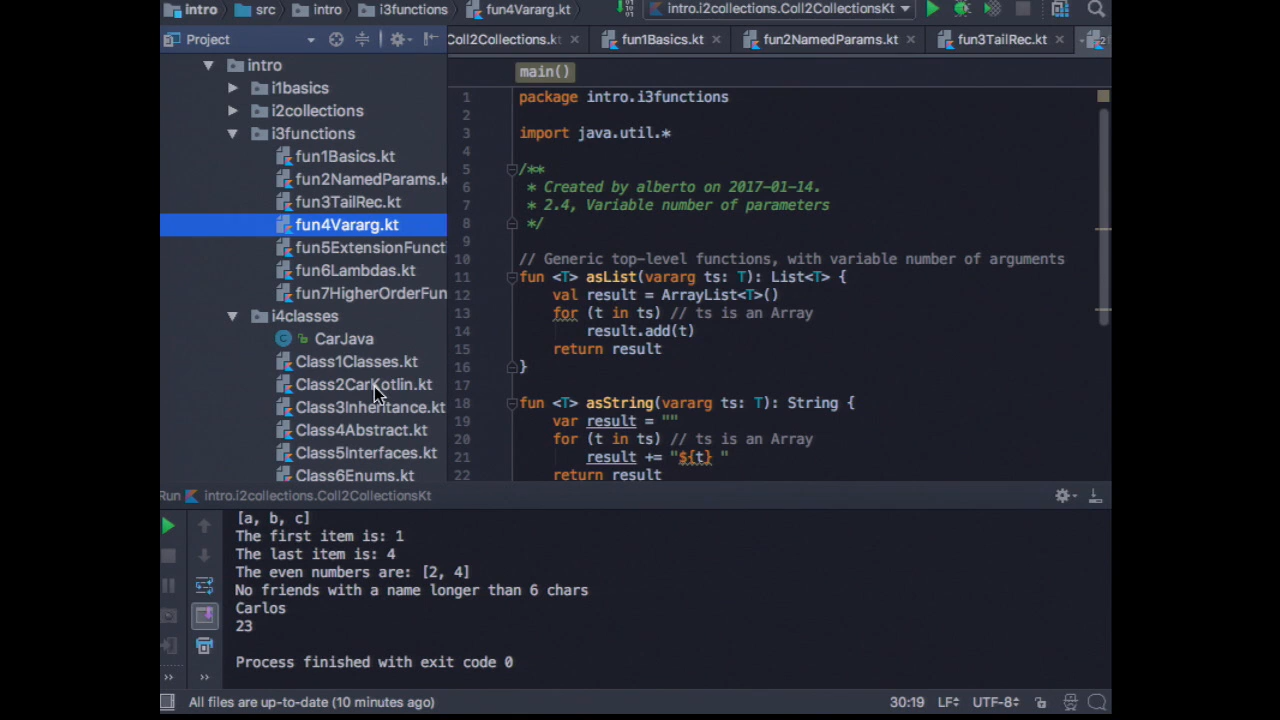 intro src intro i3functions fun4Vararg.kt intro.i2collections.Coll2CollectionsKt
Project
Coll2Collections.kt fun1Basics.kt fun2NamedParams.kt fun3TailRec.kt
intro
i1basics
i2collections
i3functions
fun1Basics.kt
fun2NamedParams.k
fun3TailRec.kt
fun4Vararg.kt
fun5ExtensionFunct
fun6Lambdas.kt
fun7HigherOrderFun
i4classes
CarJava
Class1Classes.kt
Class2CarKotlin.kt
Class3Inheritance.kt
Class4Abstract.kt
Class5Interfaces.kt
Class6Enums.kt
main()
1 package intro.i3functions
2
3 import java.util.*
4
5 /**
6 * Created by alberto on 2017-01-14.
7 * 2.4, Variable number of parameters
8 */
9
10 // Generic top-level functions, with variable number of arguments
11 fun <T> asList(vararg ts: T): List<T> {
12 val result = ArrayList<T>()
13 for (t in ts) // ts is an Array
14 result.add(t)
15 return result
16 }
17
18 fun <T> asString(vararg ts: T): String {
19 var result = ""
20 for (t in ts) // ts is an Array
21 result += "${t} "
22 return result
Run intro.i2collections.Coll2CollectionsKt
[a, b, c]
The first item is: 1
The last item is: 4
The even numbers are: [2, 4]
No friends with a name longer than 6 chars
Carlos
23
Process finished with exit code 0
All files are up-to-date (10 minutes ago) 30:19 LF UTF-8